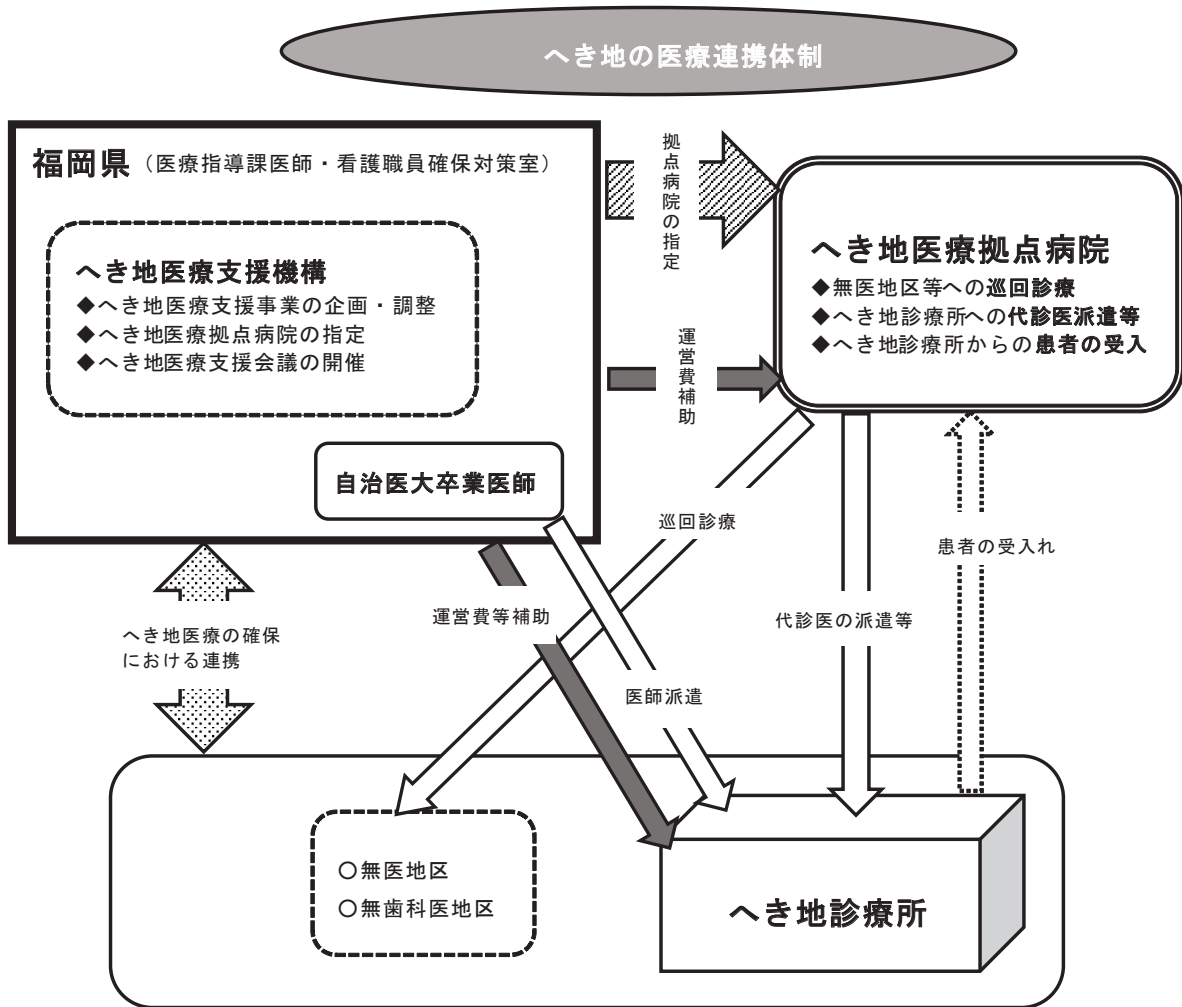 へき地の医療連携体制
福岡県（医療指導課医師・看護職員確保対策室）
へき地医療支援機構
◆へき地医療支援事業の企画・調整
◆へき地医療拠点病院の指定
◆へき地医療支援会議の開催
自治医大卒業医師
拠点病院の指定
運営費補助
へき地医療拠点病院
◆無医地区等への巡回診療
◆へき地診療所への代診医派遣等
◆へき地診療所からの患者の受入
巡回診療
患者の受入れ
運営費等補助
代診医の派遣等
へき地医療の確保
における連携
医師派遣
○無医地区
○無歯科医地区
へき地診療所